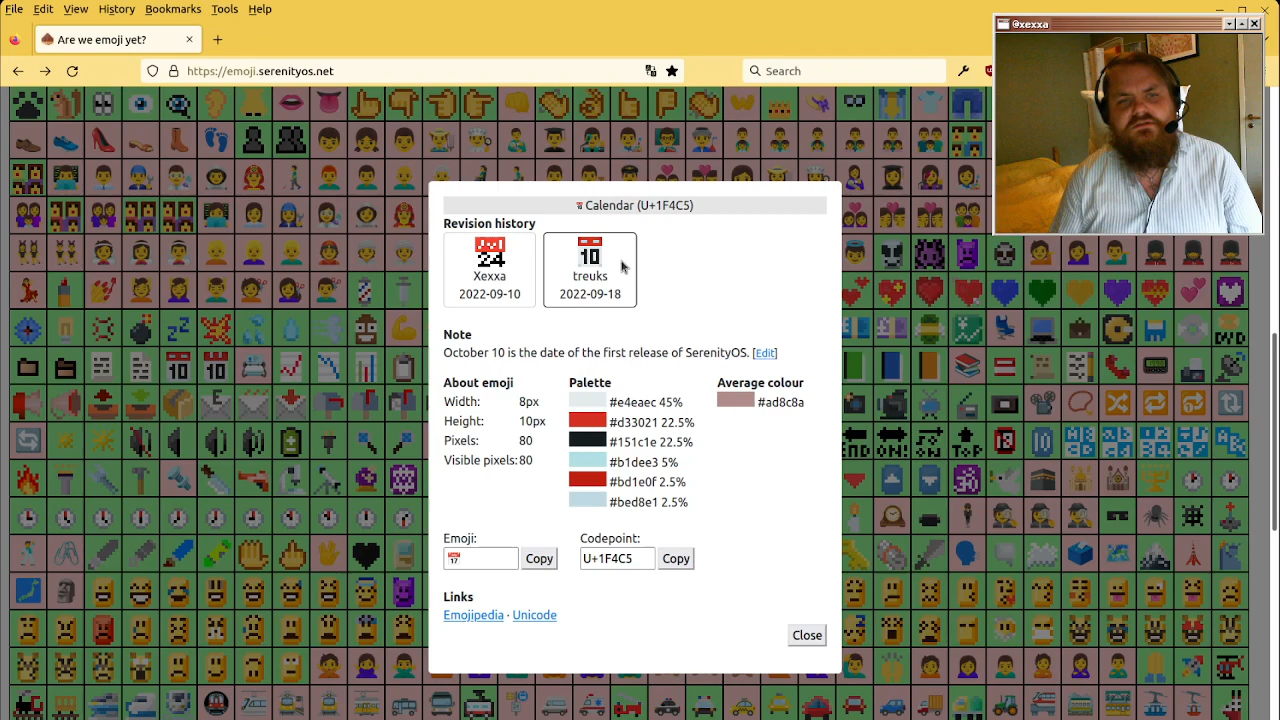 File Edit View History Bookmarks Tools Help
@xexxa
Are we emoji yet?
https://emoji.serenityos.net
Search
Calendar (U+1F4C5)
Revision history
Jul 24
10
Xexxa
treuks
2022-09-10
2022-09-18
Note
October 10 is the date of the first release of SerenityOS. [Edit]
About emoji
Palette
Average colour
Width: 8px
#e4eaec 45%
#ad8c8a
Height: 10px
#d33021 22.5%
Pixels: 80
#151c1e 22.5%
Visible pixels: 80
#b1dee3 5%
#bd1e0f 2.5%
#bed8e1 2.5%
Emoji:
Codepoint:
Copy
U+1F4C5
Copy
Links
Emojipedia · Unicode
Close